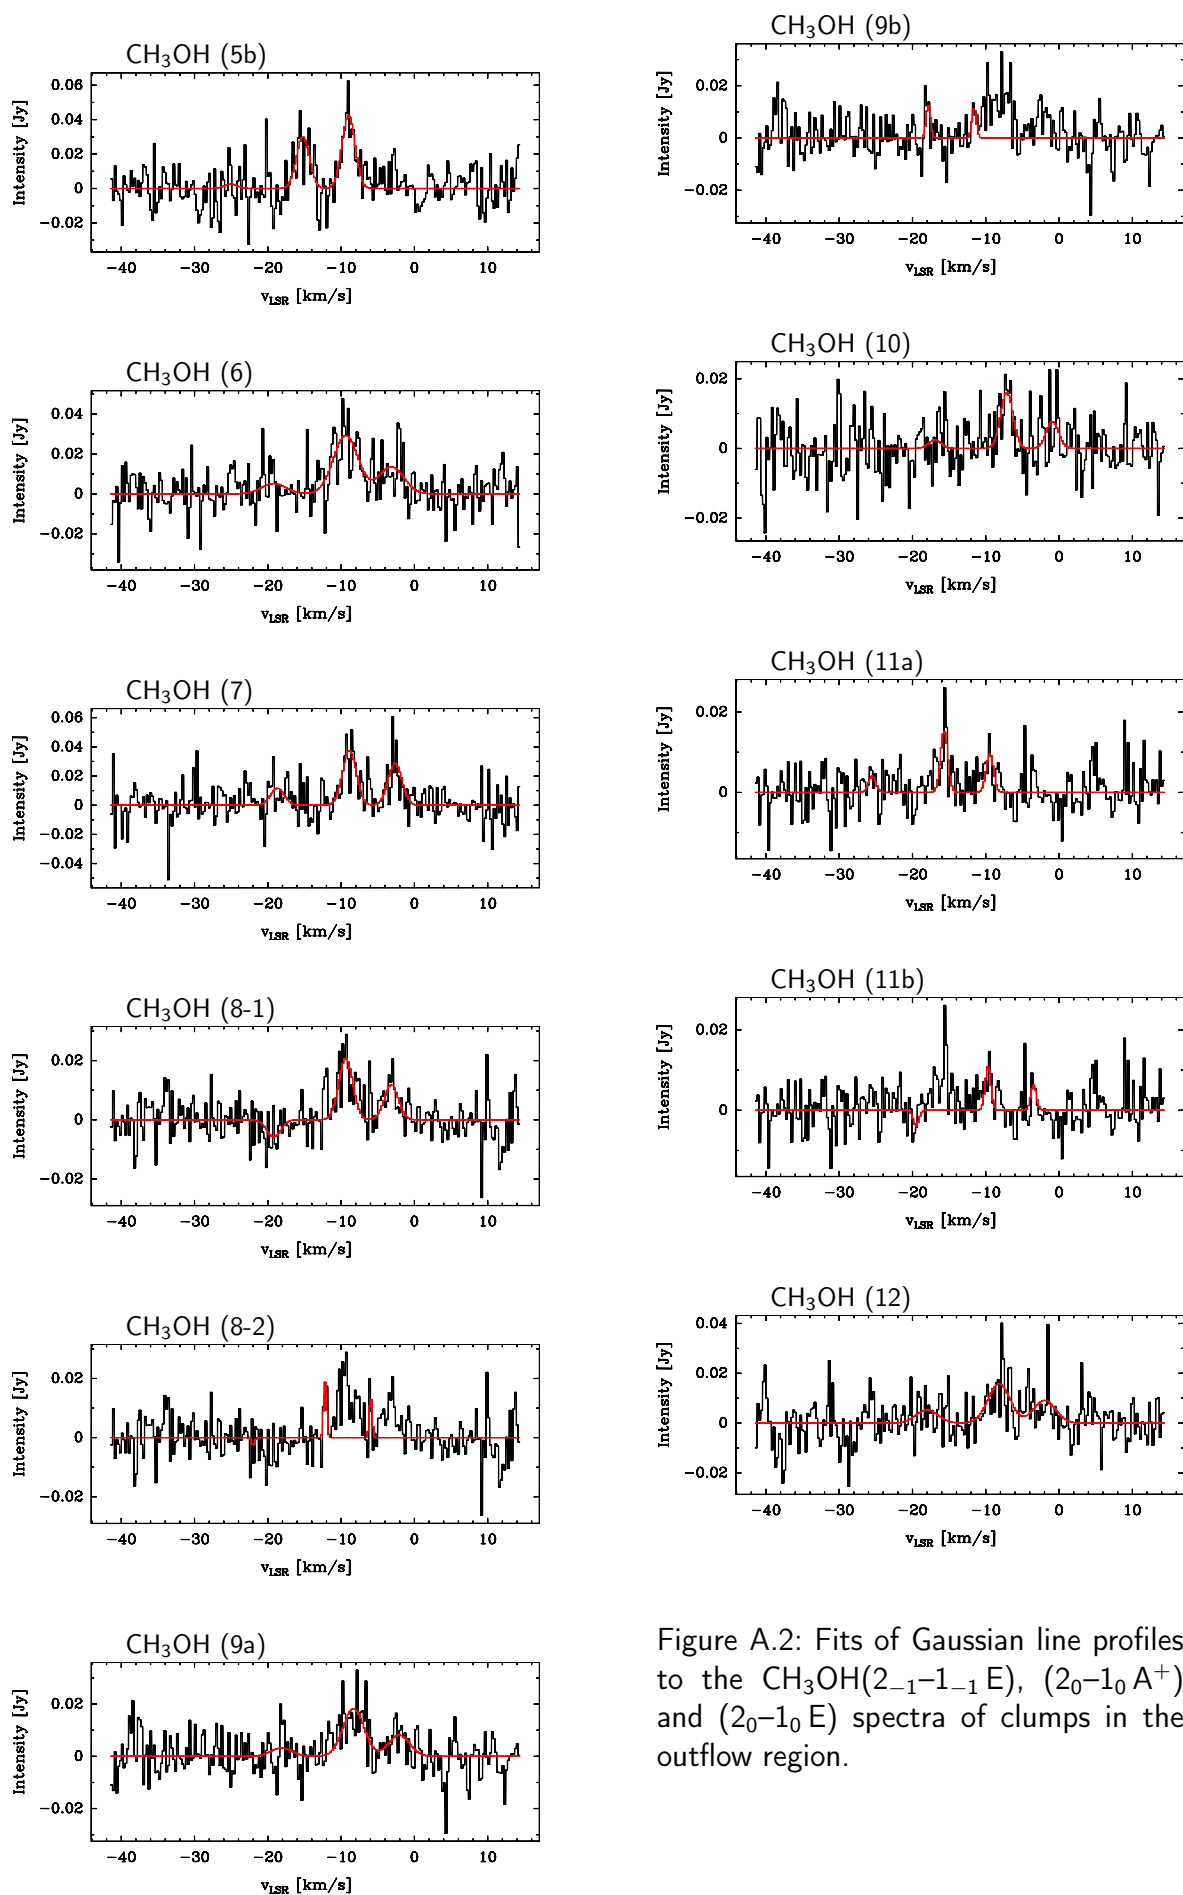 CH₃OH (5b)
0.06
0.04
0.02
0
−0.02
Intensity [Jy]
−40 −30 −20 −10 0 10
v_LSR [km/s]
CH₃OH (6)
0.04
0.02
0
−0.02
Intensity [Jy]
−40 −30 −20 −10 0 10
v_LSR [km/s]
CH₃OH (7)
0.06
0.04
0.02
0
−0.02
−0.04
Intensity [Jy]
−40 −30 −20 −10 0 10
v_LSR [km/s]
CH₃OH (8-1)
0.02
0
−0.02
Intensity [Jy]
−40 −30 −20 −10 0 10
v_LSR [km/s]
CH₃OH (8-2)
0.02
0
−0.02
Intensity [Jy]
−40 −30 −20 −10 0 10
v_LSR [km/s]
CH₃OH (9a)
0.02
0
−0.02
Intensity [Jy]
−40 −30 −20 −10 0 10
v_LSR [km/s]
CH₃OH (9b)
0.02
0
−0.02
Intensity [Jy]
−40 −30 −20 −10 0 10
v_LSR [km/s]
CH₃OH (10)
0.02
0
−0.02
Intensity [Jy]
−40 −30 −20 −10 0 10
v_LSR [km/s]
CH₃OH (11a)
0.02
0
Intensity [Jy]
−40 −30 −20 −10 0 10
v_LSR [km/s]
CH₃OH (11b)
0.02
0
Intensity [Jy]
−40 −30 −20 −10 0 10
v_LSR [km/s]
CH₃OH (12)
0.04
0.02
0
−0.02
Intensity [Jy]
−40 −30 −20 −10 0 10
v_LSR [km/s]
Figure A.2: Fits of Gaussian line profiles
to the CH₃OH(2₋₁–1₋₁ E), (2₀–1₀ A⁺)
and (2₀–1₀ E) spectra of clumps in the
outflow region.